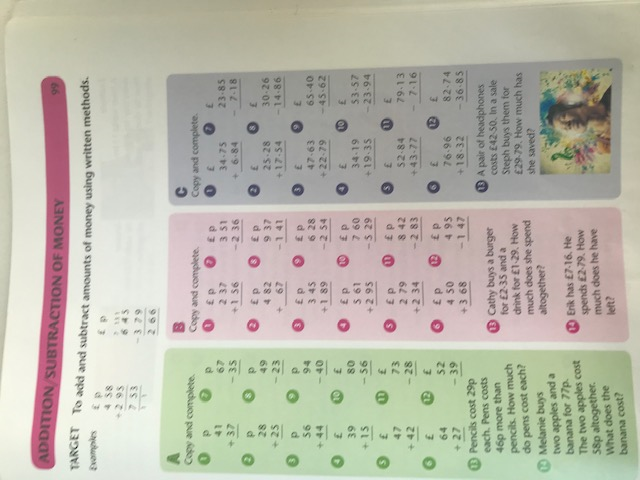 ADDITION/SUBTRACTION OF MONEY 99
TARGET To add and subtract amounts of money using written methods.
Examples
£ p
4 58
+2 95
7 53
1 1
£ p
6 45
-3 79
2 66
A
Copy and complete.
1 p
41
+37
2 p
28
+25
3 p
56
+44
4 £
39
+15
5 £
47
+42
6 £
64
+27
7 p
67
-35
8 p
49
-23
9 p
94
-40
10 £
80
-56
11 £
73
-28
12 £
52
-39
13 Pencils cost 29p
each. Pens costs
46p more than
pencils. How much
do pens cost each?
14 Melanie buys
two apples and a
banana for 77p.
The two apples cost
58p altogether.
What does the
banana cost?
B
Copy and complete.
1 £ p
2 37
+1 56
2 £ p
4 82
+ 67
3 £ p
3 45
+1 89
4 £ p
5 61
+2 95
5 £ p
2 79
+2 34
6 £ p
4 50
+3 68
7 £ p
3 51
-2 36
8 £ p
9 37
-1 41
9 £ p
6 28
-2 54
10 £ p
7 60
-5 29
11 £ p
8 42
-2 83
12 £ p
4 95
-1 47
13 Cathy buys a burger
for £2·35 and a
drink for £1·29. How
much does she spend
altogether?
14 Erik has £7·16. He
spends £2·79. How
much does he have
left?
C
Copy and complete.
1 £
34·75
+ 6·84
2 £
25·28
+17·54
3 £
47·63
+22·79
4 £
34·19
+19·35
5 £
52·84
+43·77
6 £
76·96
+18·32
7 £
23·85
- 7·18
8 £
30·26
-14·86
9 £
65·40
-45·62
10 £
53·57
-23·94
11 £
79·13
- 7·16
12 £
82·74
-36·85
13 A pair of headphones
costs £42·50. In a sale
Steph buys them for
£29·79. How much has
she saved?